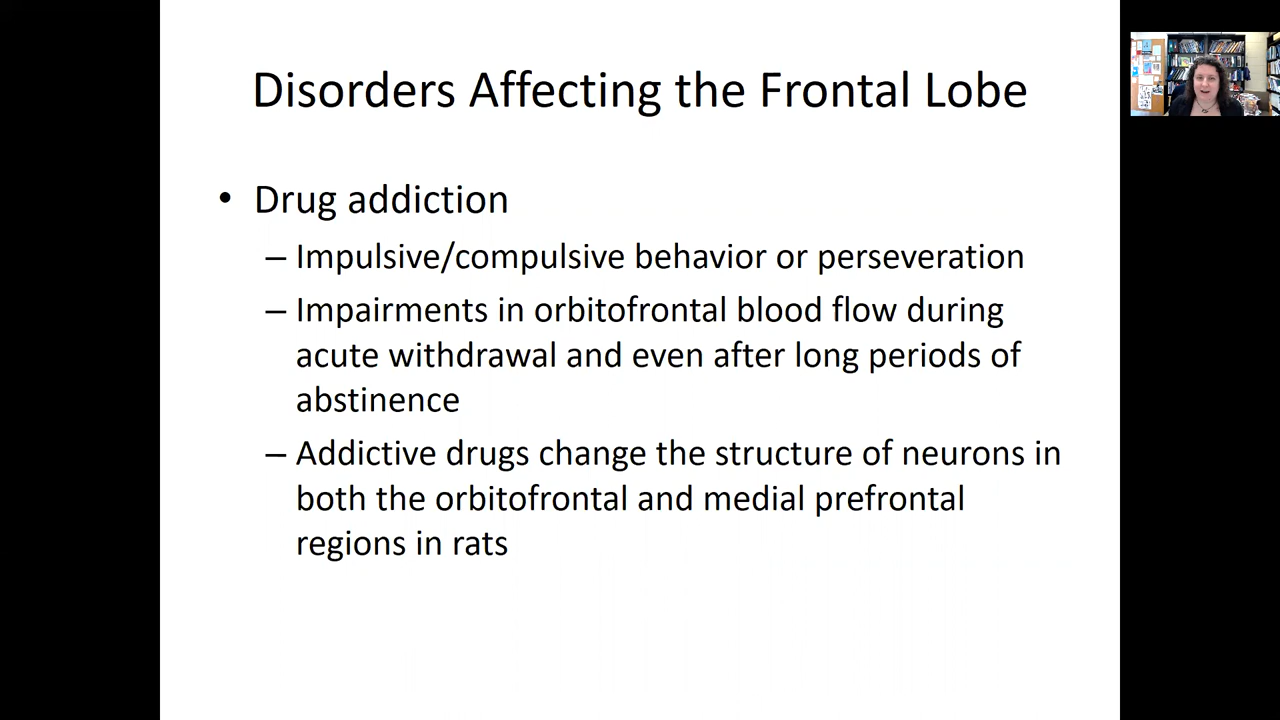 Disorders Affecting the Frontal Lobe
• Drug addiction
– Impulsive/compulsive behavior or perseveration
– Impairments in orbitofrontal blood flow during
acute withdrawal and even after long periods of
abstinence
– Addictive drugs change the structure of neurons in
both the orbitofrontal and medial prefrontal
regions in rats